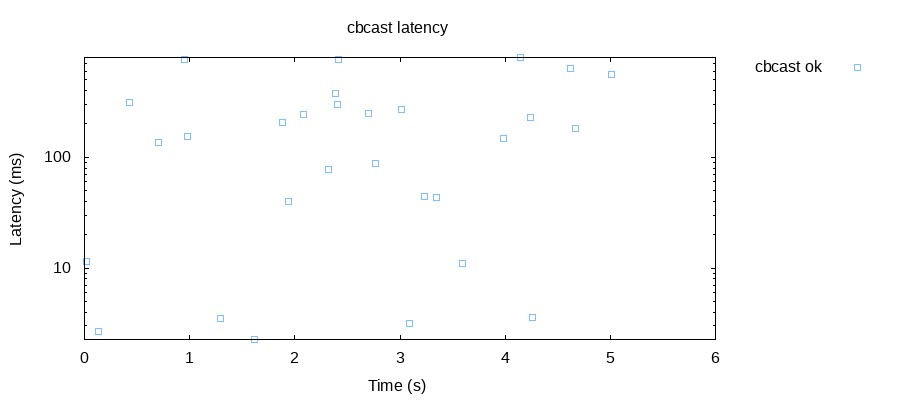 cbcast latency
cbcast ok
Latency (ms)
100
10
0 1 2 3 4 5 6
Time (s)